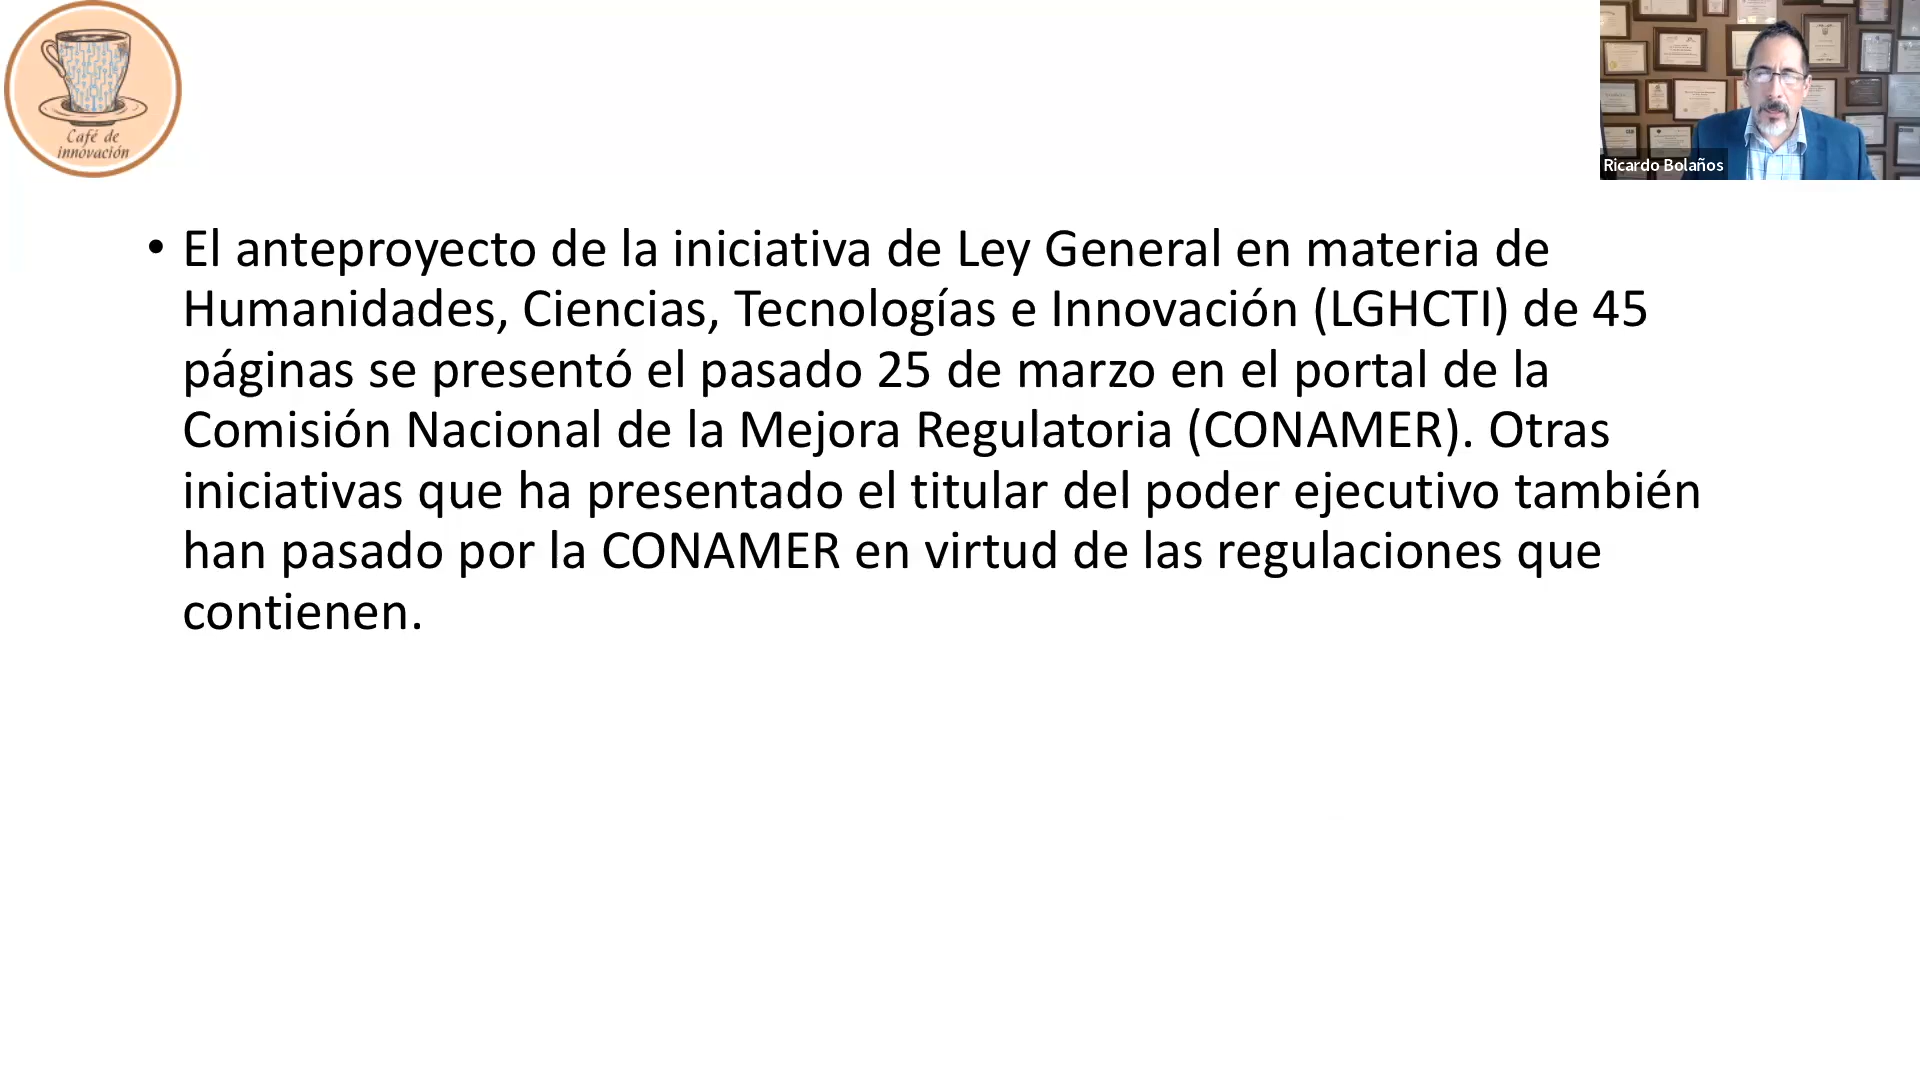 Café de
innovación
Ricardo Bolaños
• El anteproyecto de la iniciativa de Ley General en materia de
Humanidades, Ciencias, Tecnologías e Innovación (LGHCTI) de 45
páginas se presentó el pasado 25 de marzo en el portal de la
Comisión Nacional de la Mejora Regulatoria (CONAMER). Otras
iniciativas que ha presentado el titular del poder ejecutivo también
han pasado por la CONAMER en virtud de las regulaciones que
contienen.